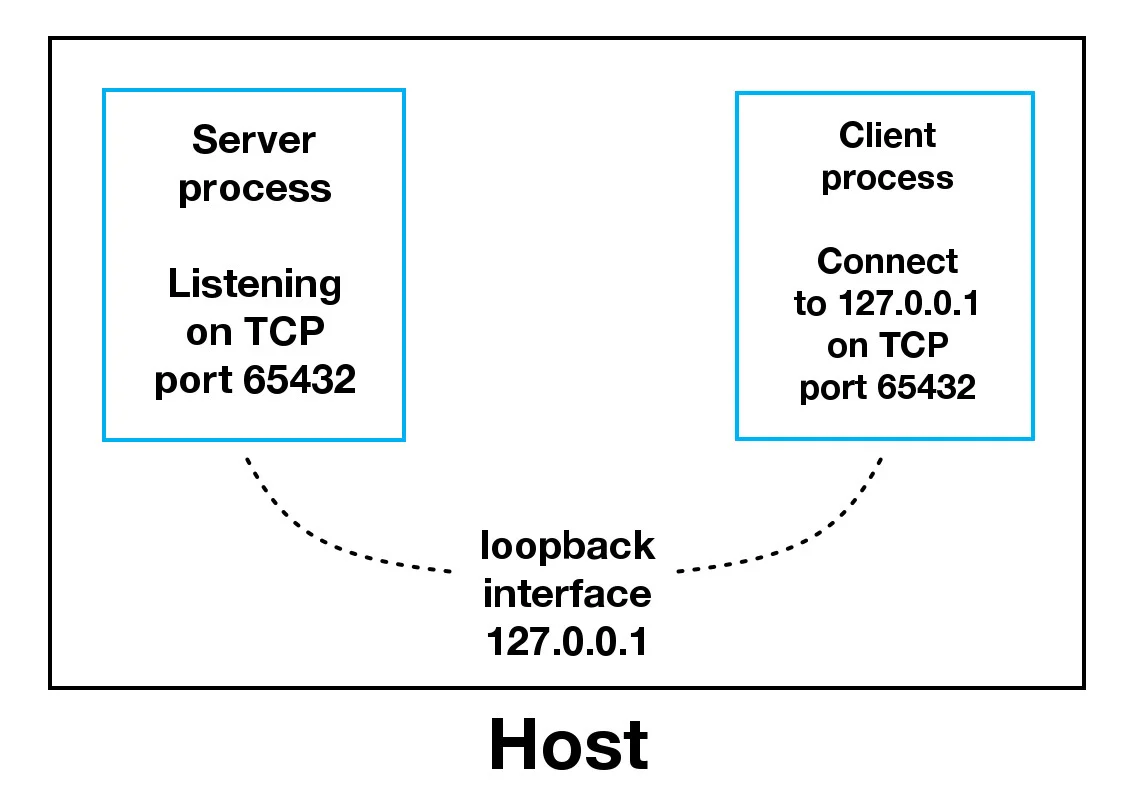 Server
process
Listening
on TCP
port 65432
Client
process
Connect
to 127.0.0.1
on TCP
port 65432
loopback
interface
127.0.0.1
Host